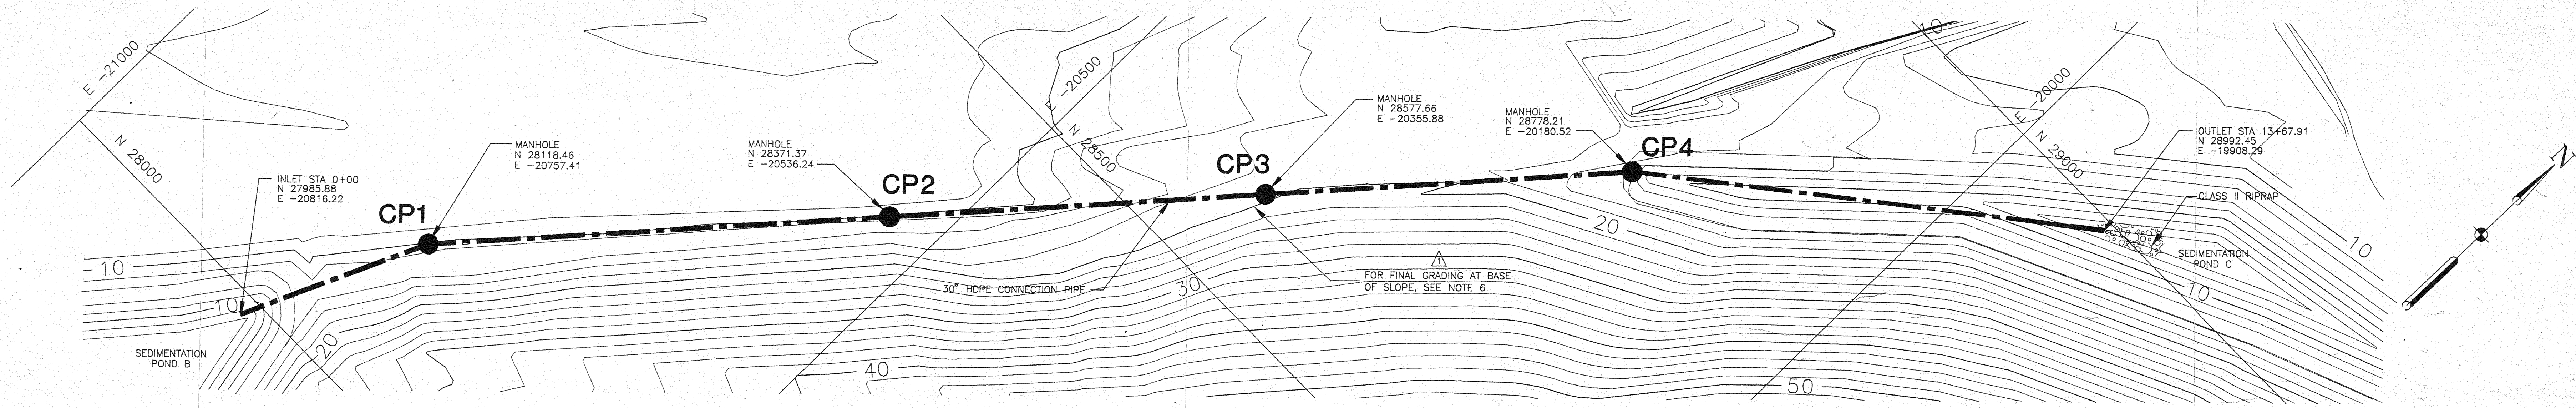 E -21000
N 28000
INLET STA 0+00
N 27985.88
E -20816.22
CP1
MANHOLE
N 28118.46
E -20757.41
MANHOLE
N 28371.37
E -20536.24
CP2
E -20500
N 28500
CP3
MANHOLE
N 28577.66
E -20355.88
MANHOLE
N 28778.21
E -20180.52
CP4
10
E -20000
N 29000
OUTLET STA 13+67.91
N 28992.45
E -19908.29
CLASS II RIPRAP
SEDIMENTATION
POND C
10
10
N
10
10
20
SEDIMENTATION
POND B
30" HDPE CONNECTION PIPE
30
40
1
FOR FINAL GRADING AT BASE
OF SLOPE, SEE NOTE 6
20
50